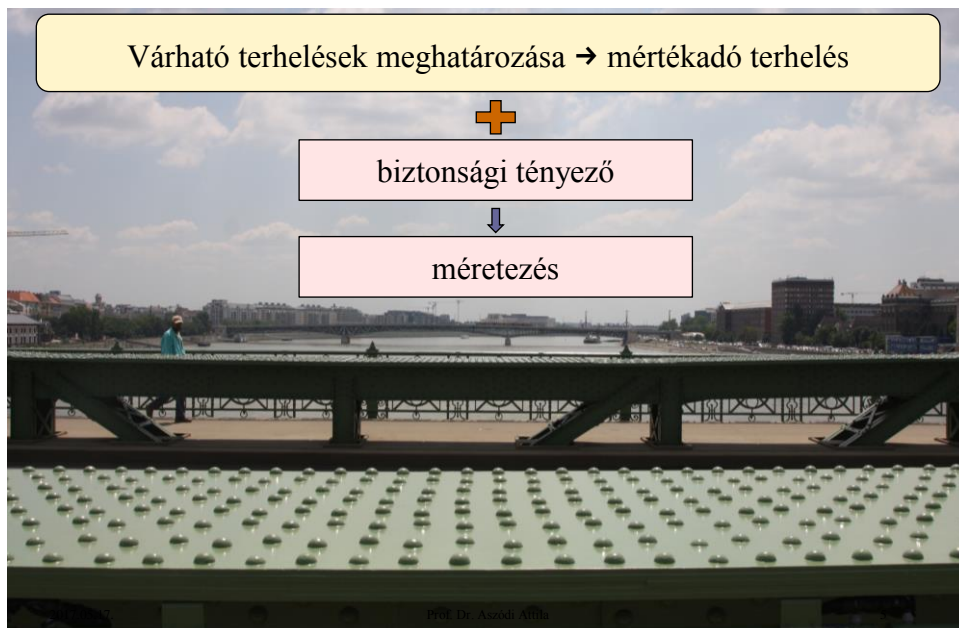 Várható terhelések meghatározása → mértékadó terhelés
biztonsági tényező
méretezés
Prof. Dr. Aszódi Attila